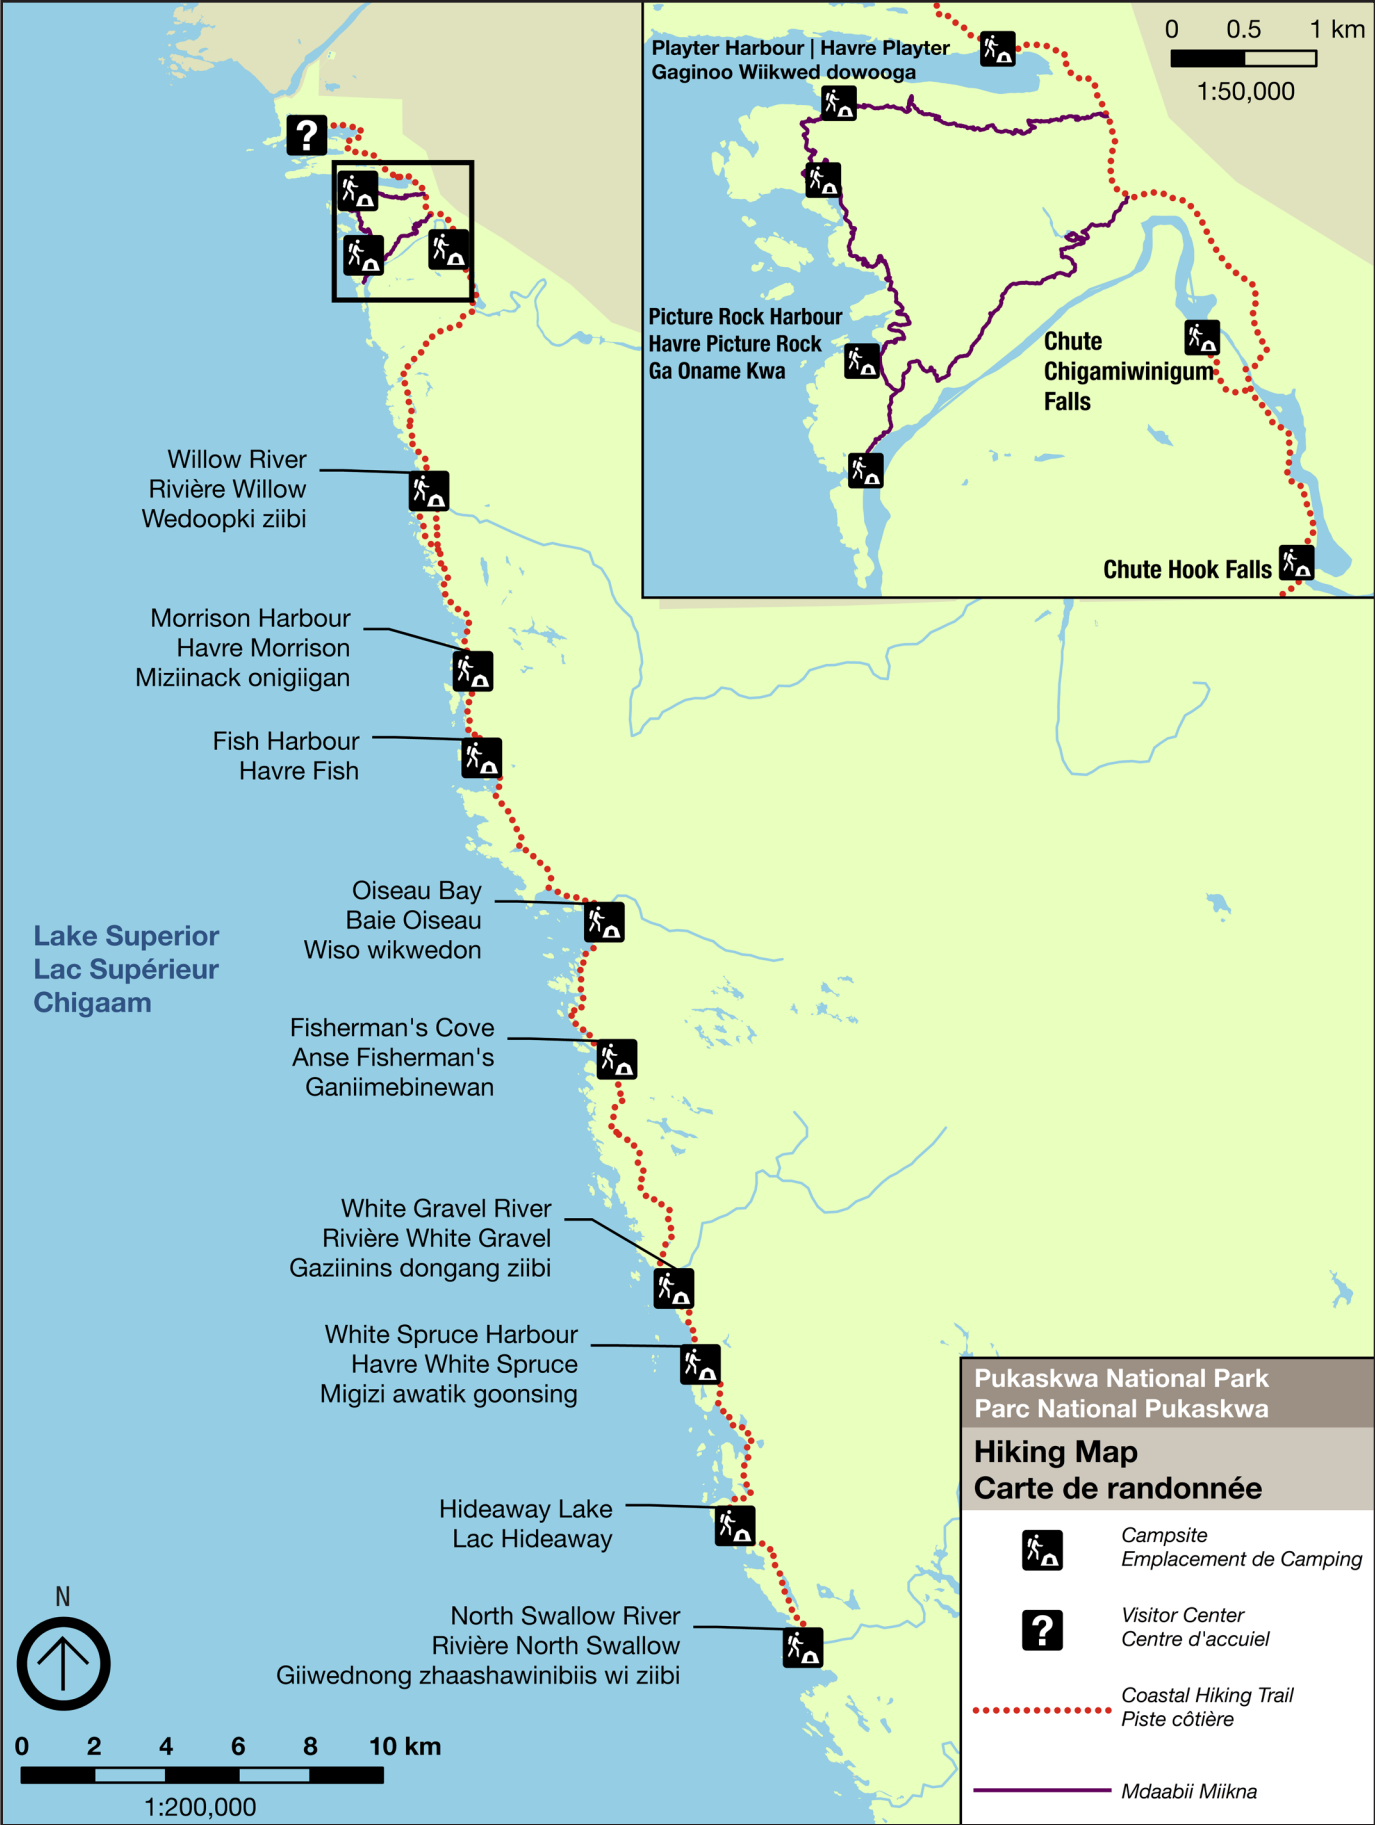 Playter Harbour | Havre Playter
Gaginoo Wiikwed dowooga
0 0.5 1 km
1:50,000
?
Picture Rock Harbour
Havre Picture Rock
Ga Oname Kwa
Chute
Chigamiwinigum
Falls
Chute Hook Falls
Willow River
Rivière Willow
Wedoopki ziibi
Morrison Harbour
Havre Morrison
Miziinack onigiigan
Fish Harbour
Havre Fish
Oiseau Bay
Baie Oiseau
Wiso wikwedon
Lake Superior
Lac Supérieur
Chigaam
Fisherman's Cove
Anse Fisherman's
Ganiimebinewan
White Gravel River
Rivière White Gravel
Gaziinins dongang ziibi
White Spruce Harbour
Havre White Spruce
Migizi awatik goonsing
Hideaway Lake
Lac Hideaway
North Swallow River
Rivière North Swallow
Giiwednong zhaashawinibiis wi ziibi
N
0 2 4 6 8 10 km
1:200,000
Pukaskwa National Park
Parc National Pukaskwa
Hiking Map
Carte de randonnée
Campsite
Emplacement de Camping
?
Visitor Center
Centre d'accuiel
Coastal Hiking Trail
Piste côtière
Mdaabii Miikna